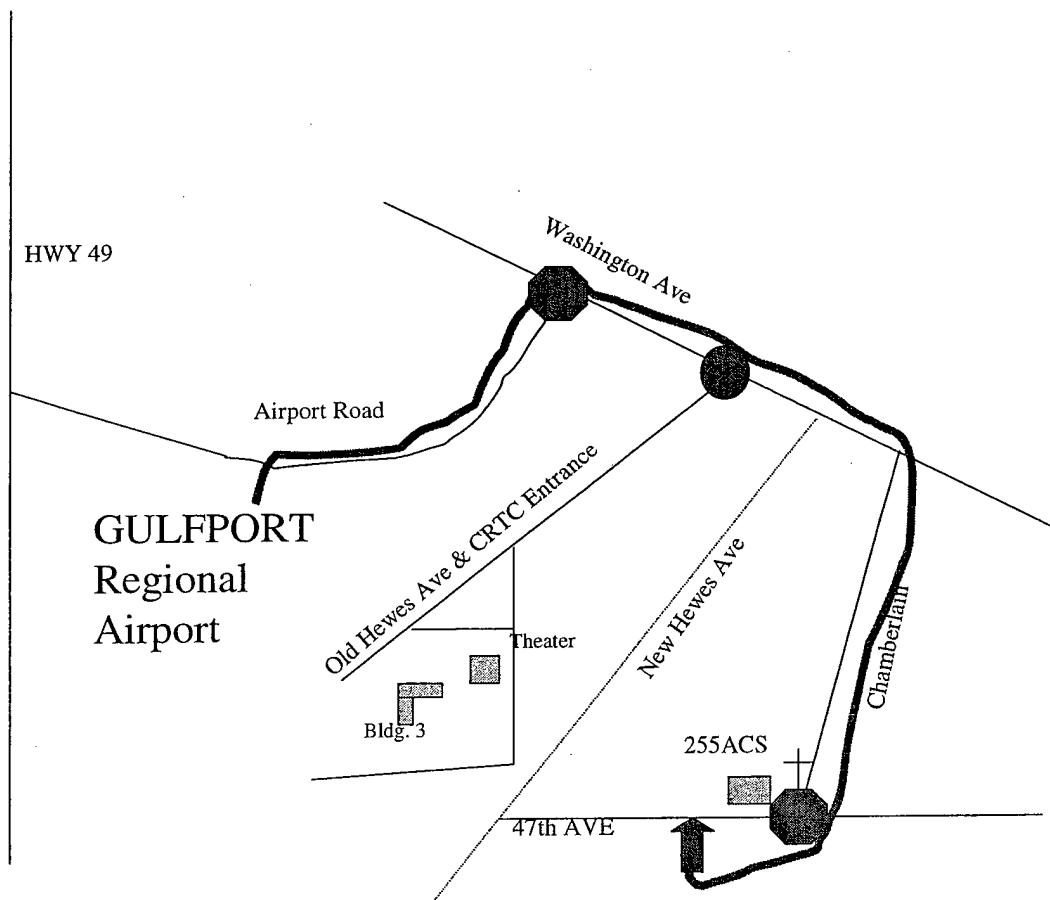 Washington Ave
HWY 49
Airport Road
GULFPORT
Regional
Airport
Old Hewes Ave & CRTC Entrance
New Hewes Ave
Chamberlain
Theater
Bldg. 3
255ACS
47th AVE